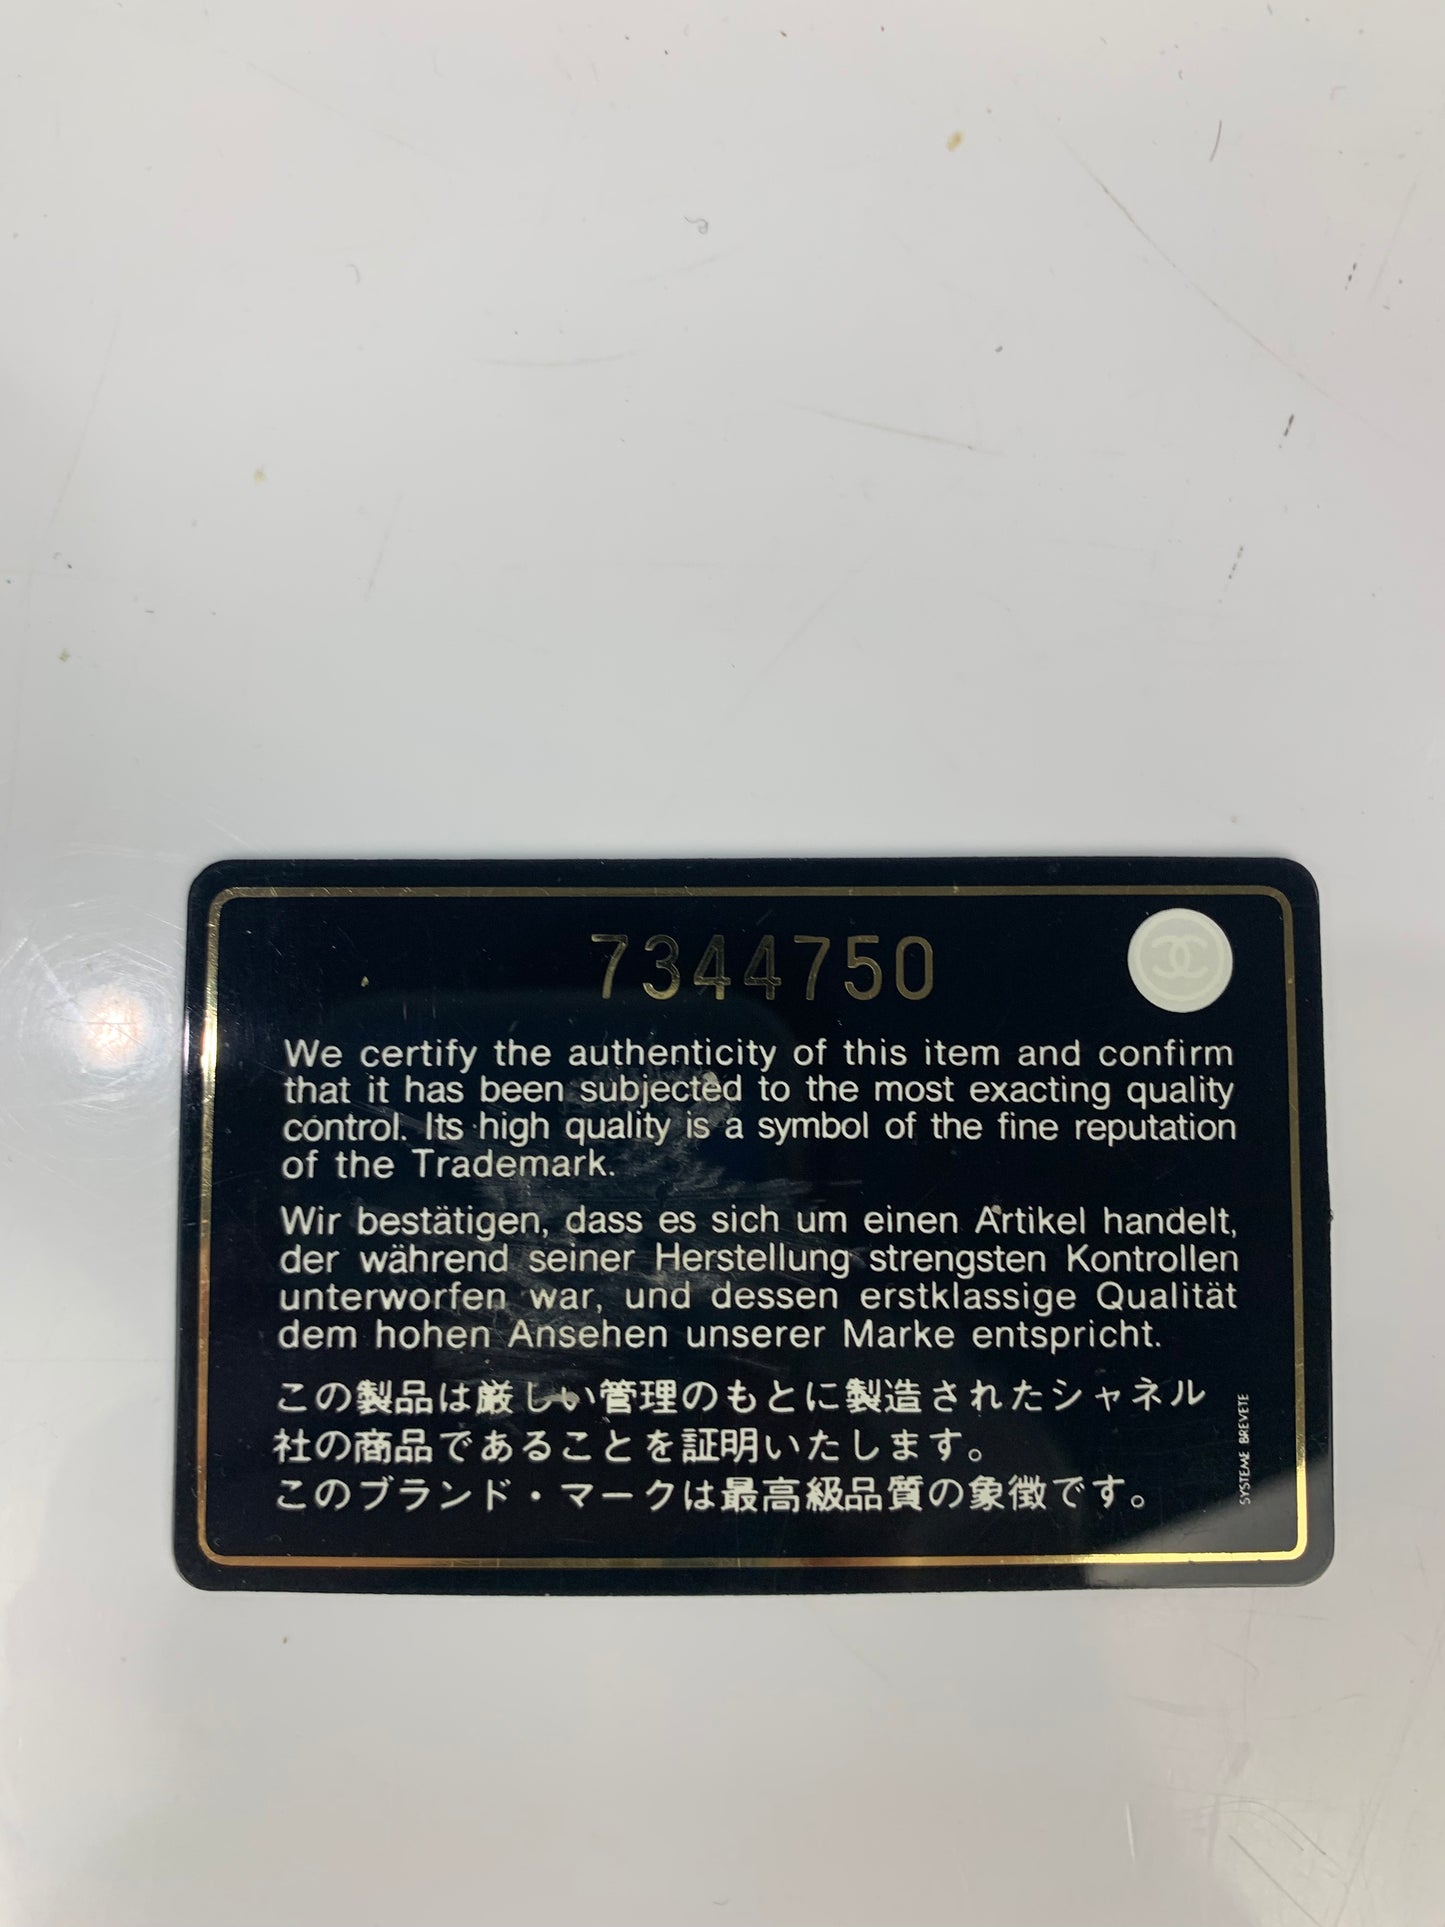 7344750
We certify the authenticity of this item and confirm
that it has been subjected to the most exacting quality
control. Its high quality is a symbol of the fine reputation
of the Trademark.
Wir bestätigen, dass es sich um einen Artikel handelt,
der während seiner Herstellung strengsten Kontrollen
unterworfen war, und dessen erstklassige Qualität
dem hohen Ansehen unserer Marke entspricht.
この製品は厳しい管理のもとに製造されたシャネル
社の商品であることを証明いたします。
このブランド・マークは最高級品質の象徴です。
SYSTEME BREVETE